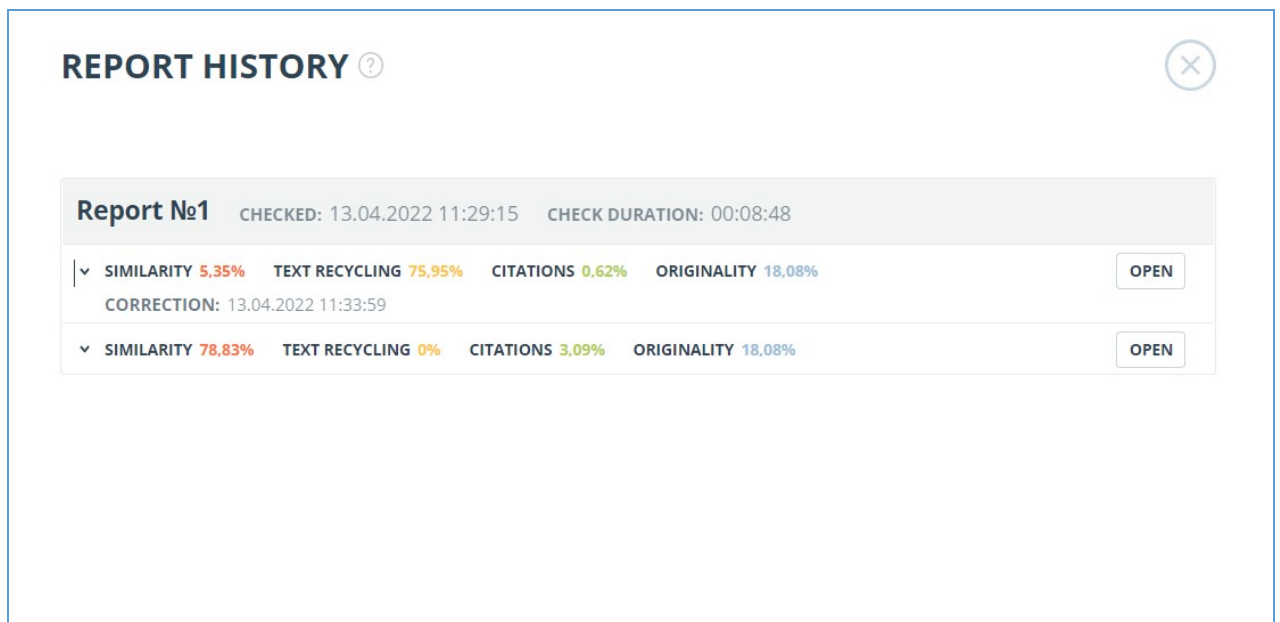 REPORT HISTORY ?
Report №1 CHECKED: 13.04.2022 11:29:15 CHECK DURATION: 00:08:48
SIMILARITY 5,35% TEXT RECYCLING 75,95% CITATIONS 0,62% ORIGINALITY 18,08% OPEN
CORRECTION: 13.04.2022 11:33:59
SIMILARITY 78,83% TEXT RECYCLING 0% CITATIONS 3,09% ORIGINALITY 18,08% OPEN